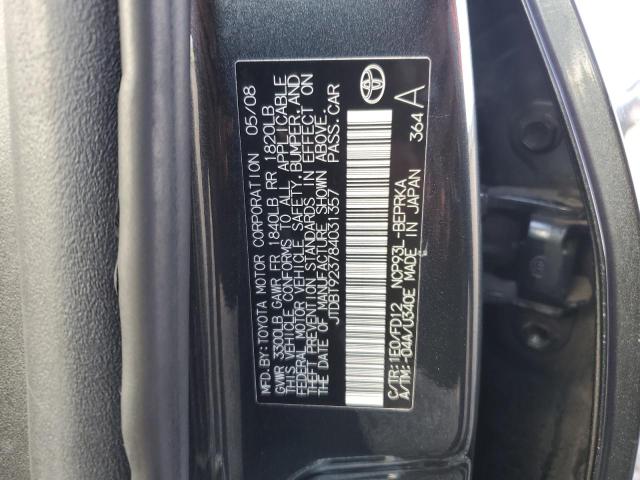 MFD.BY:TOYOTA MOTOR CORPORATION 05/08
GVWR 3300LB GAWR FR 1840LB RR 1820LB
THIS VEHICLE CONFORMS TO ALL APPLICABLE
FEDERAL MOTOR VEHICLE SAFETY,BUMPER,AND
THEFT PREVENTION STANDARDS IN EFFECT ON
THE DATE OF MANUFACTURE SHOWN ABOVE.
JTDBT923784031357 PASS.CAR
C/TR:1E0/FD12 NCP93L-BEPRKA
A/TM:-04A/U340E MADE IN JAPAN 364 A